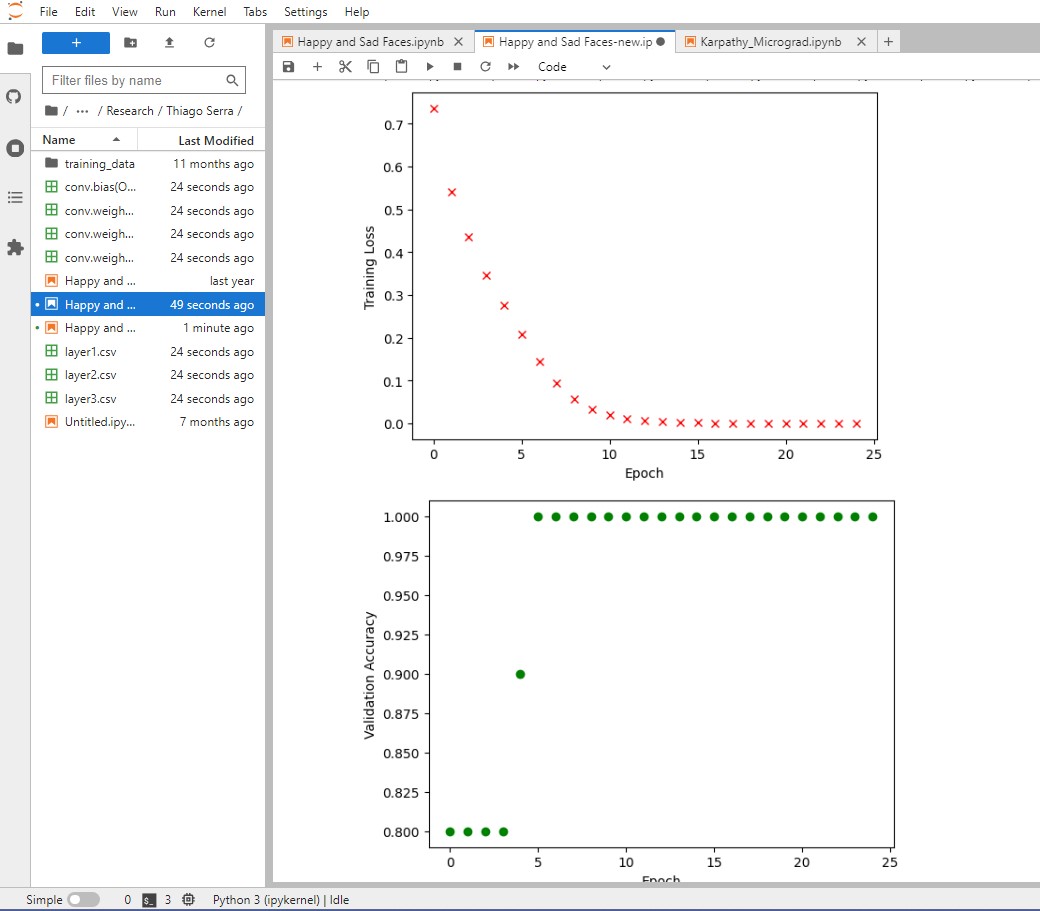 File Edit View Run Kernel Tabs Settings Help
Happy and Sad Faces.ipynb
Happy and Sad Faces-new.ip
Karpathy_Micrograd.ipynb
Code
Filter files by name
/ ··· / Research / Thiago Serra /
Name Last Modified
training_data 11 months ago
conv.bias(O... 24 seconds ago
conv.weigh... 24 seconds ago
conv.weigh... 24 seconds ago
conv.weigh... 24 seconds ago
Happy and ... last year
Happy and ... 49 seconds ago
Happy and ... 1 minute ago
layer1.csv 24 seconds ago
layer2.csv 24 seconds ago
layer3.csv 24 seconds ago
Untitled.ipy... 7 months ago
0.7
0.6
0.5
0.4
0.3
0.2
0.1
0.0
Training Loss
0 5 10 15 20 25
Epoch
1.000
0.975
0.950
0.925
0.900
0.875
0.850
0.825
0.800
Validation Accuracy
0 5 10 15 20 25
Epoch
Simple 0 $_ 3 Python 3 (ipykernel) | Idle